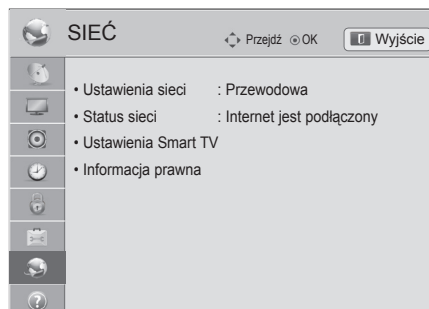 SIEĆ
Przejdź OK Wyjście
• Ustawienia sieci : Przewodowa
• Status sieci : Internet jest podłączony
• Ustawienia Smart TV
• Informacja prawna